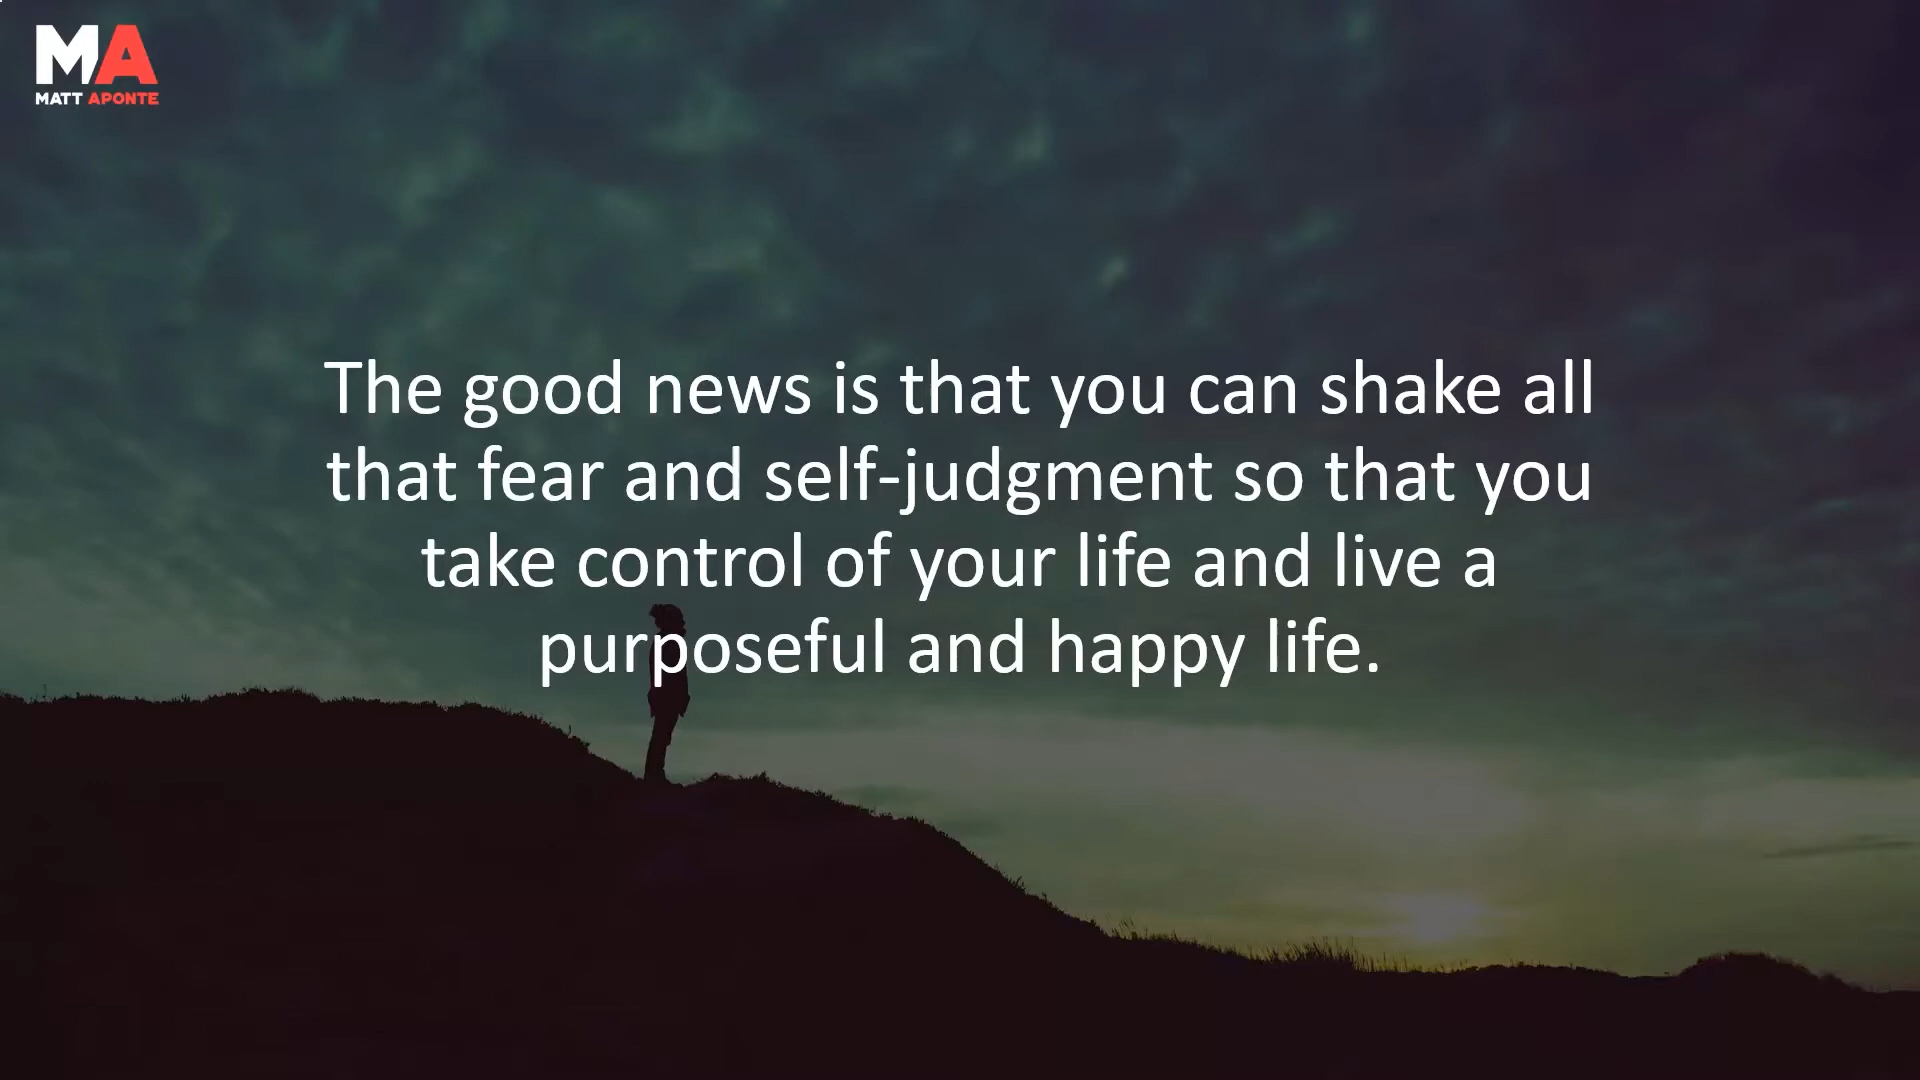 MA
MATT APONTE
The good news is that you can shake all
that fear and self-judgment so that you
take control of your life and live a
purposeful and happy life.